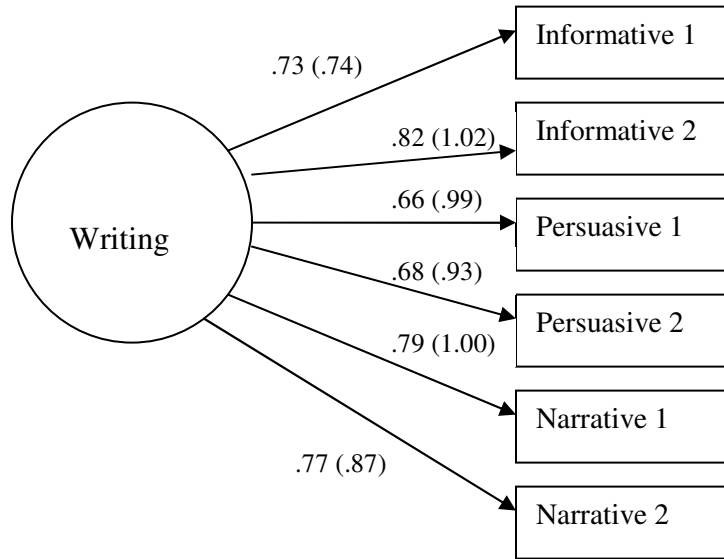 Informative 1
.73 (.74)
Informative 2
.82 (1.02)
.66 (.99)
Persuasive 1
Writing
.68 (.93)
Persuasive 2
.79 (1.00)
Narrative 1
.77 (.87)
Narrative 2